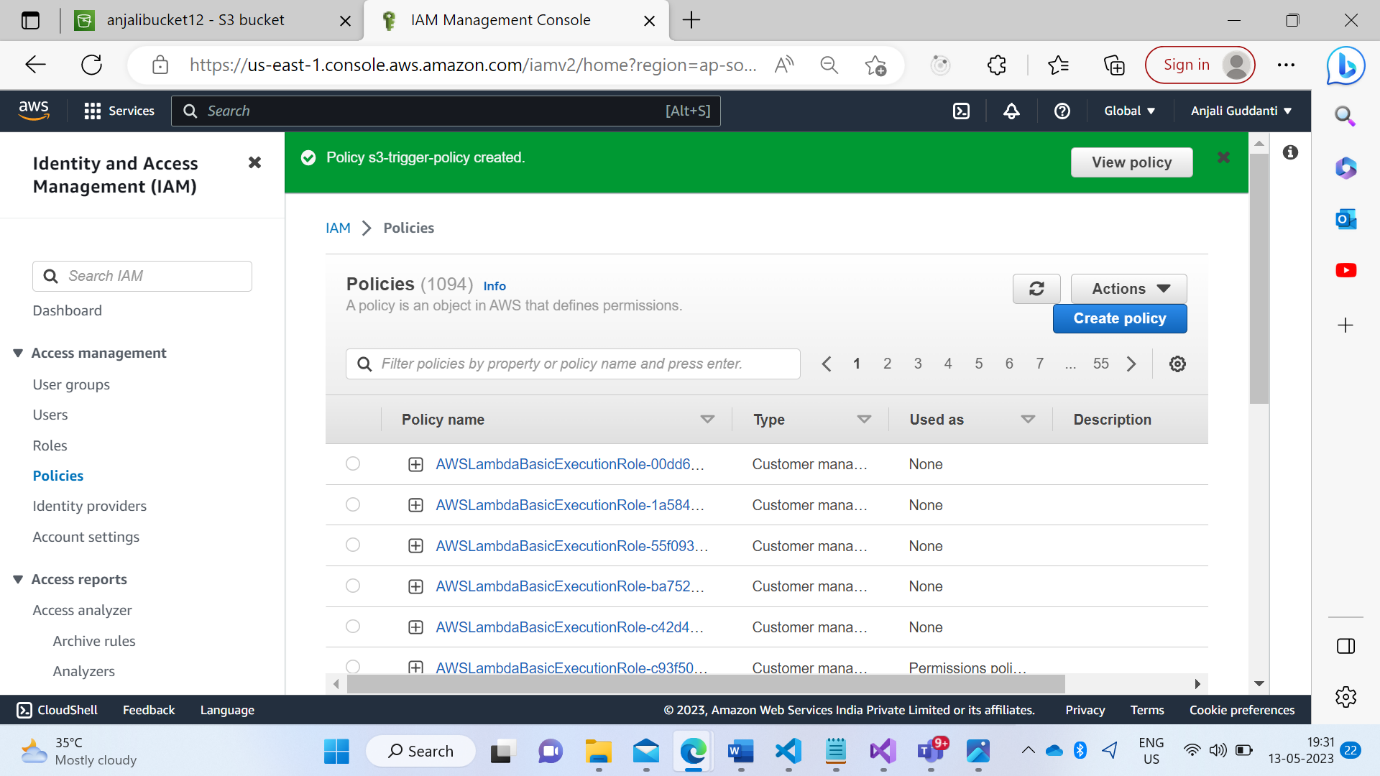 anjalibucket12 - S3 bucket
IAM Management Console
https://us-east-1.console.aws.amazon.com/iamv2/home?region=ap-so...
Sign in
aws
Services
Search
[Alt+S]
Global
Anjali Guddanti
Identity and Access
Management (IAM)
Search IAM
Dashboard
Access management
User groups
Users
Roles
Policies
Identity providers
Account settings
Access reports
Access analyzer
Archive rules
Analyzers
Policy s3-trigger-policy created.
View policy
IAM
Policies
Policies (1094) Info
A policy is an object in AWS that defines permissions.
Actions
Create policy
Filter policies by property or policy name and press enter.
1 2 3 4 5 6 7 ... 55
Policy name Type Used as Description
AWSLambdaBasicExecutionRole-00dd6... Customer mana... None
AWSLambdaBasicExecutionRole-1a584... Customer mana... None
AWSLambdaBasicExecutionRole-55f093... Customer mana... None
AWSLambdaBasicExecutionRole-ba752... Customer mana... None
AWSLambdaBasicExecutionRole-c42d4... Customer mana... None
AWSLambdaBasicExecutionRole-c93f50... Customer mana... Permissions poli...
CloudShell
Feedback
Language
© 2023, Amazon Web Services India Private Limited or its affiliates.
Privacy
Terms
Cookie preferences
35°C
Mostly cloudy
Search
9+
ENG
US
19:31
13-05-2023
22